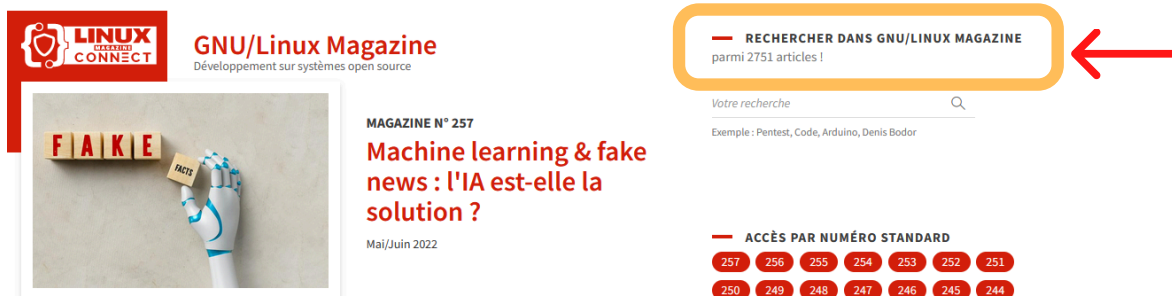 LINUX
MAGAZINE
CONNECT
GNU/Linux Magazine
Développement sur systèmes open source
FAKE
FACTS
MAGAZINE N° 257
Machine learning & fake
news : l'IA est-elle la
solution ?
Mai/Juin 2022
RECHERCHER DANS GNU/LINUX MAGAZINE
parmi 2751 articles !
Votre recherche
Exemple : Pentest, Code, Arduino, Denis Bodor
ACCÈS PAR NUMÉRO STANDARD
257 256 255 254 253 252 251
250 249 248 247 246 245 244